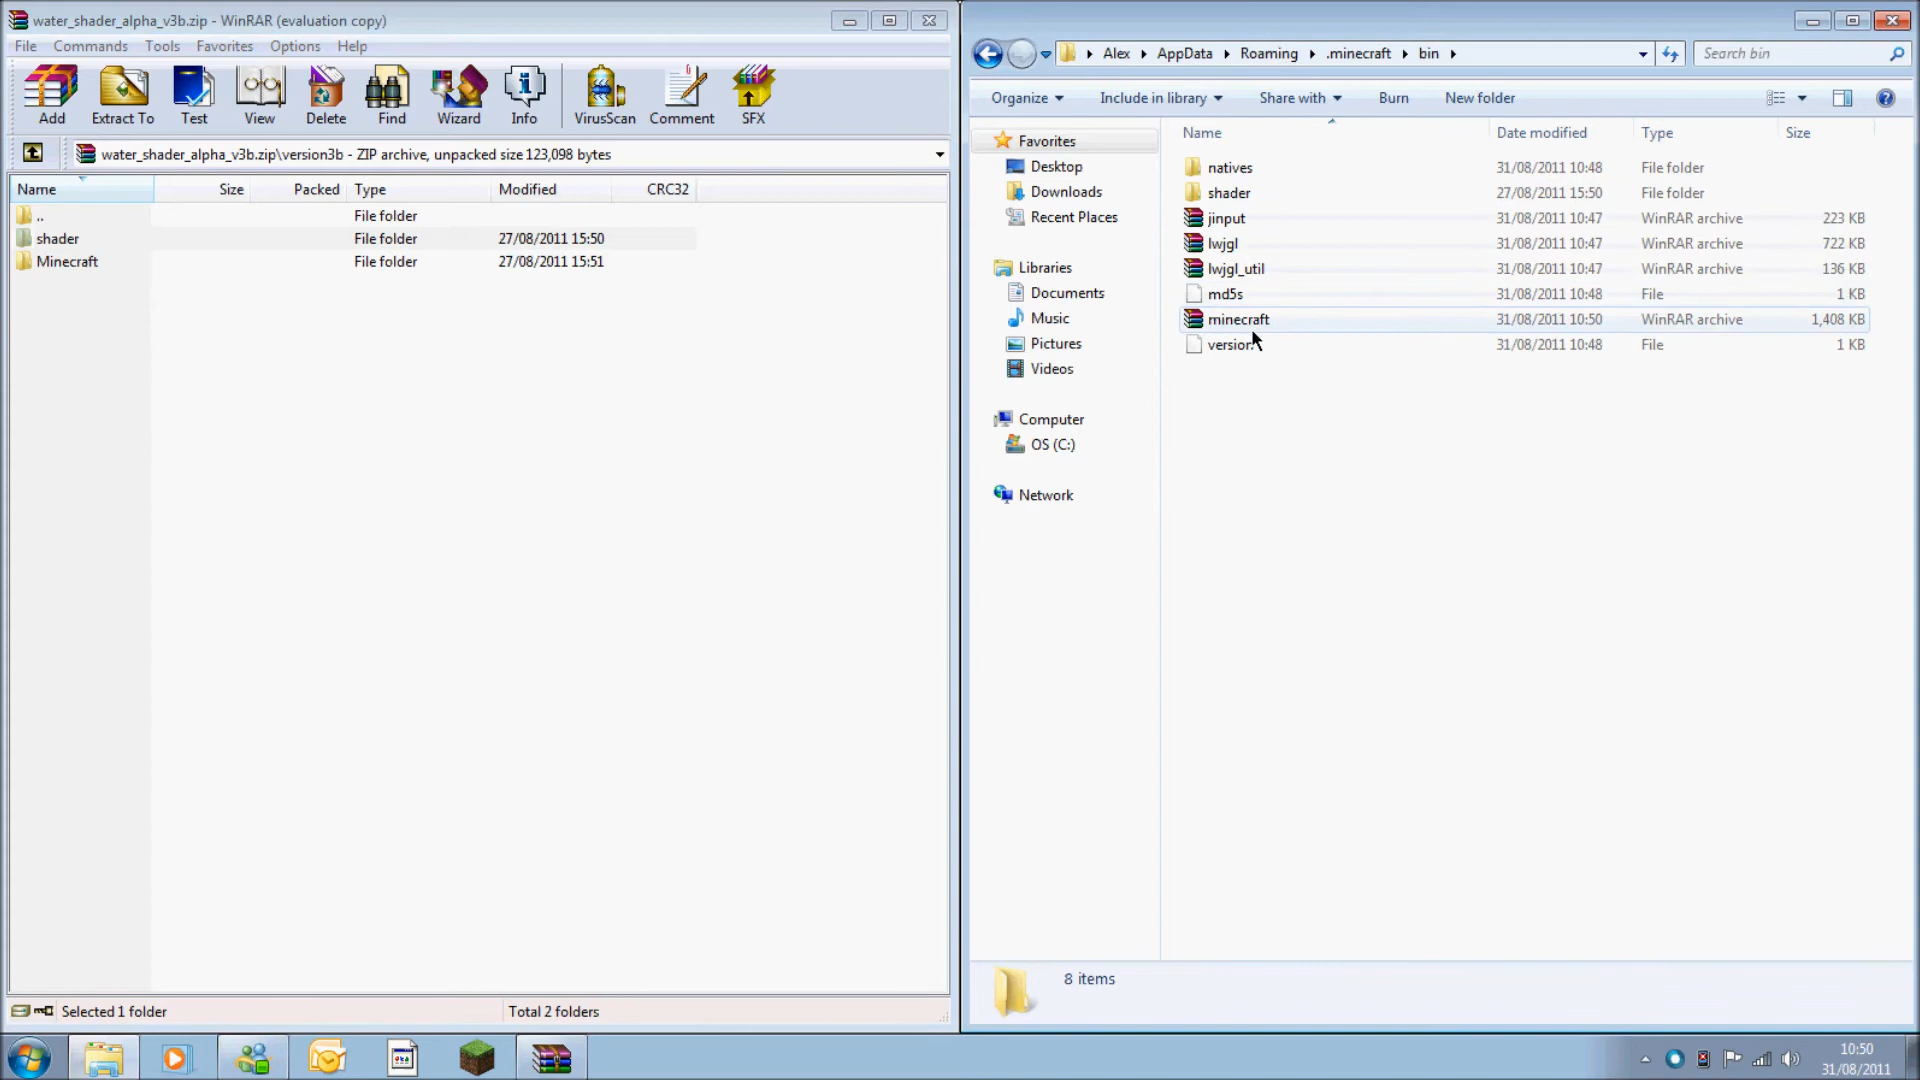 water_shader_alpha_v3b.zip - WinRAR (evaluation copy)
File Commands Tools Favorites Options Help
Add Extract To Test View Delete Find Wizard Info VirusScan Comment SFX
water_shader_alpha_v3b.zip\version3b - ZIP archive, unpacked size 123,098 bytes
Name Size Packed Type Modified CRC32
.. File folder
shader File folder 27/08/2011 15:50
Minecraft File folder 27/08/2011 15:51
Selected 1 folder Total 2 folders
Alex AppData Roaming .minecraft bin Search bin
Organize Include in library Share with Burn New folder
Favorites
Desktop
Downloads
Recent Places
Libraries
Documents
Music
Pictures
Videos
Computer
OS (C:)
Network
Name Date modified Type Size
natives 31/08/2011 10:48 File folder
shader 27/08/2011 15:50 File folder
jinput 31/08/2011 10:47 WinRAR archive 223 KB
lwjgl 31/08/2011 10:47 WinRAR archive 722 KB
lwjgl_util 31/08/2011 10:47 WinRAR archive 136 KB
md5s 31/08/2011 10:48 File 1 KB
minecraft 31/08/2011 10:50 WinRAR archive 1,408 KB
version 31/08/2011 10:48 File 1 KB
8 items
10:50
31/08/2011